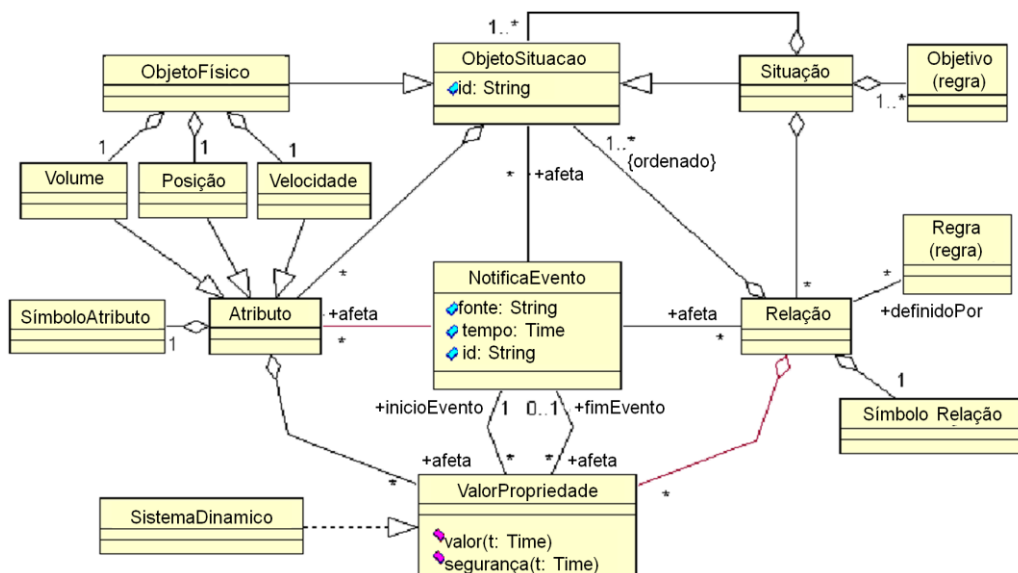 1..*
ObjetoFísico
ObjetoSituacao
id: String
Situação
Objetivo
(regra)
1..*
1
1
1
Volume
Posição
Velocidade
1..*
{ordenado}
*
+afeta
Regra
(regra)
*
NotificaEvento
fonte: String
tempo: Time
id: String
*
*
+definidoPor
SímboloAtributo
1
Atributo
+afeta
*
+afeta
*
Relação
1
Símbolo Relação
+inicioEvento
1
0..1
+fimEvento
+afeta
*
*
+afeta
*
*
ValorPropriedade
valor(t: Time)
segurança(t: Time)
SistemaDinamico